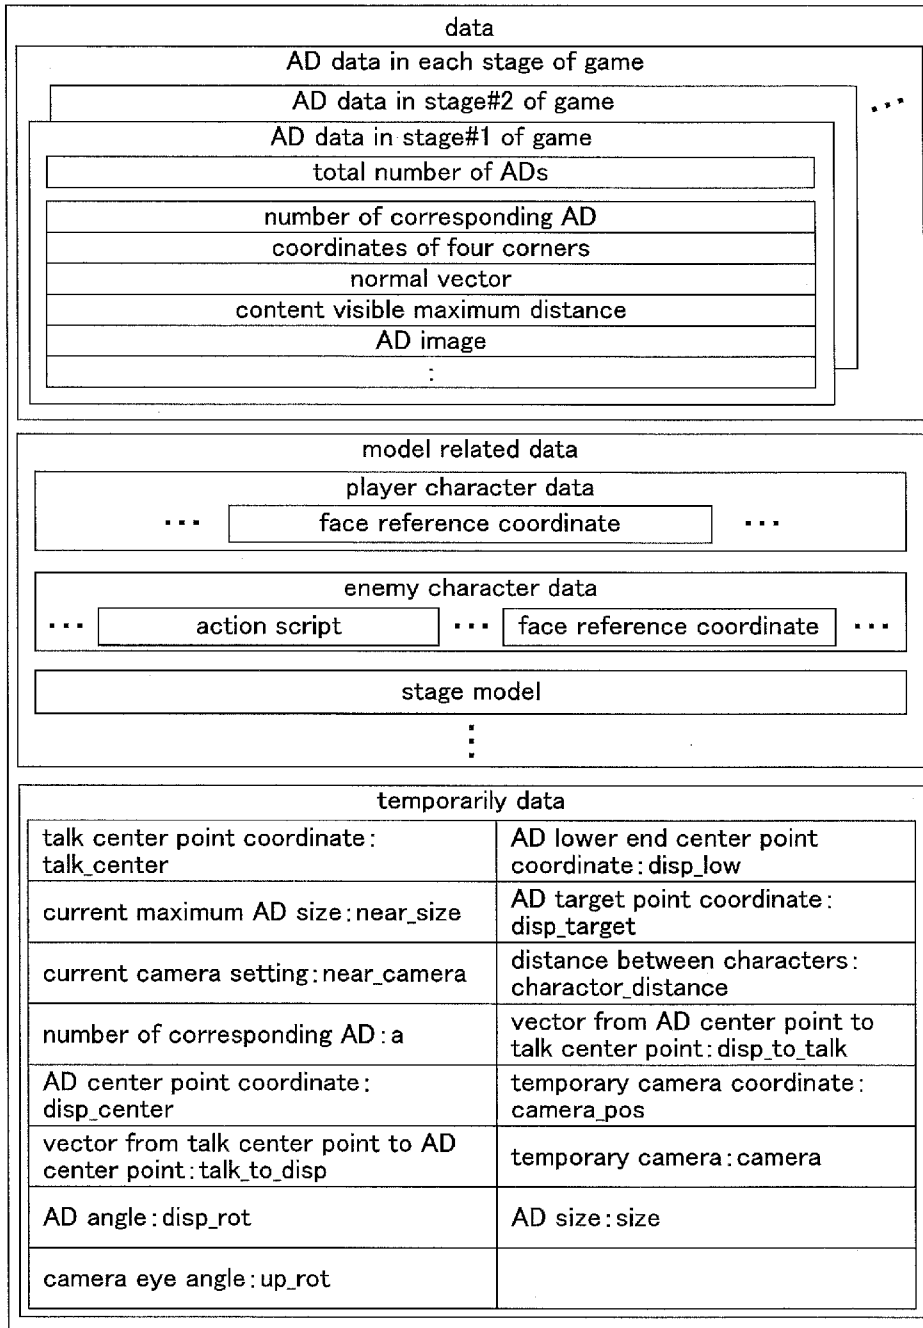 data
AD data in each stage of game
AD data in stage#2 of game
...
AD data in stage#1 of game
total number of ADs
number of corresponding AD
coordinates of four corners
normal vector
content visible maximum distance
AD image
:
model related data
player character data
... face reference coordinate ...
enemy character data
... action script ... face reference coordinate ...
stage model
⋮
temporarily data
talk center point coordinate:
talk_center
AD lower end center point
coordinate:disp_low
current maximum AD size:near_size
AD target point coordinate:
disp_target
current camera setting:near_camera
distance between characters:
charactor_distance
number of corresponding AD:a
vector from AD center point to
talk center point:disp_to_talk
AD center point coordinate:
disp_center
temporary camera coordinate:
camera_pos
vector from talk center point to AD
center point:talk_to_disp
temporary camera:camera
AD angle:disp_rot
AD size:size
camera eye angle:up_rot